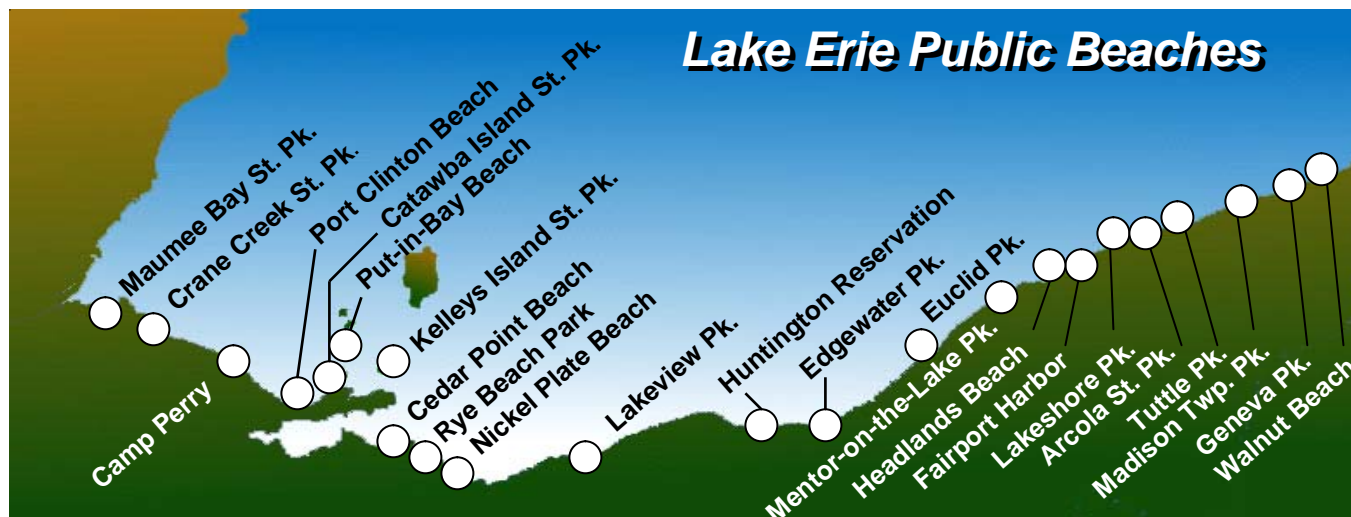 Lake Erie Public Beaches
Maumee Bay St. Pk.
Crane Creek St. Pk.
Camp Perry
Port Clinton Beach
Catawba Island St. Pk.
Put-in-Bay Beach
Kelleys Island St. Pk.
Cedar Point Beach
Rye Beach Park
Nickel Plate Beach
Lakeview Pk.
Huntington Reservation
Edgewater Pk.
Euclid Pk.
Mentor-on-the-Lake Pk.
Headlands Beach
Fairport Harbor
Lakeshore Pk.
Arcola St. Pk.
Tuttle Pk.
Madison Twp. Pk.
Geneva Pk.
Walnut Beach